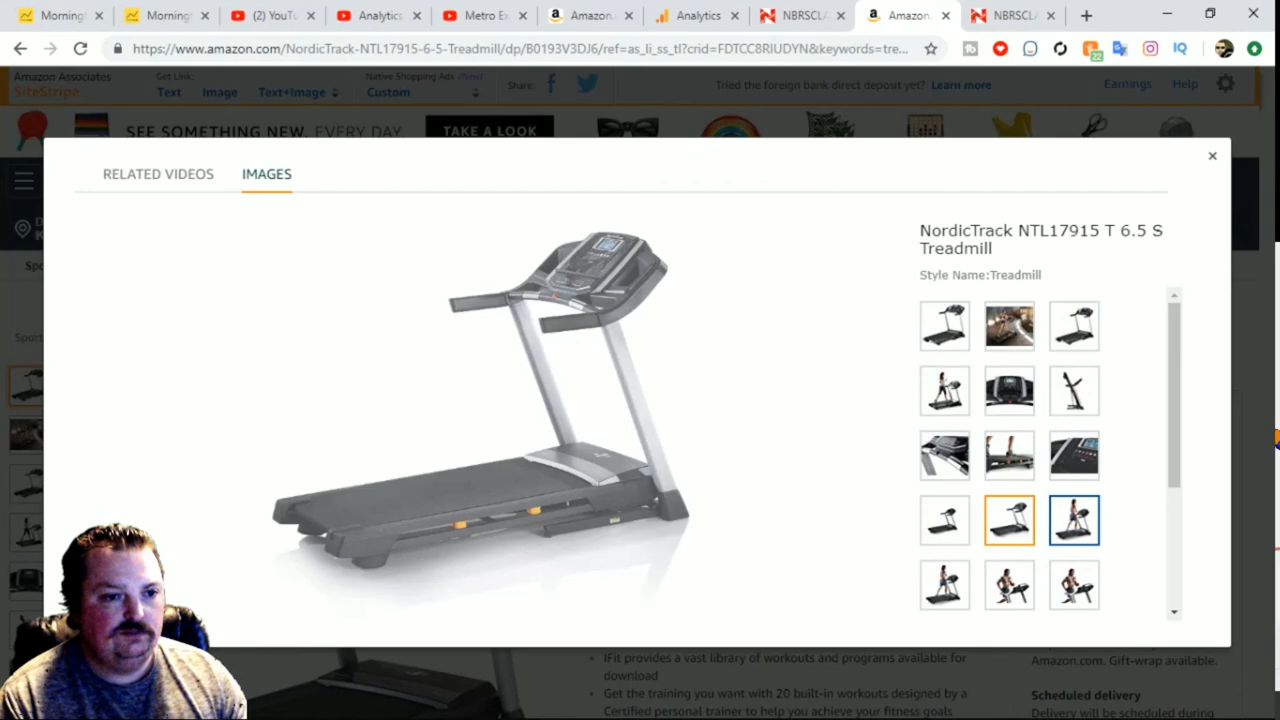 Morning
Morning
(2) YouTu
Analytics
Metro Ex
Amazon.
Analytics
NBRSCLA
Amazon.
NBRSCLA
https://www.amazon.com/NordicTrack-NTL17915-6-5-Treadmill/dp/B0193V3DJ6/ref=as_li_ss_tl?crid=FDTCC8RIUDYN&keywords=tre...
22
IQ
Amazon Associates
SiteStripe
Get Link:
Text
Image
Text+Image
Native Shopping Ads (New)
Custom
Share:
Tried the foreign bank direct deposit yet? Learn more
Earnings
Help
SEE SOMETHING NEW, EVERY DAY
TAKE A LOOK
RELATED VIDEOS
IMAGES
NordicTrack NTL17915 T 6.5 S
Treadmill
Style Name:Treadmill
Spo
Sport
IFit provides a vast library of workouts and programs available for
download
Get the training you want with 20 built-in workouts designed by a
Certified personal trainer to help you achieve your fitness goals
Amazon.com. Gift-wrap available.
Scheduled delivery
Delivery will be scheduled during